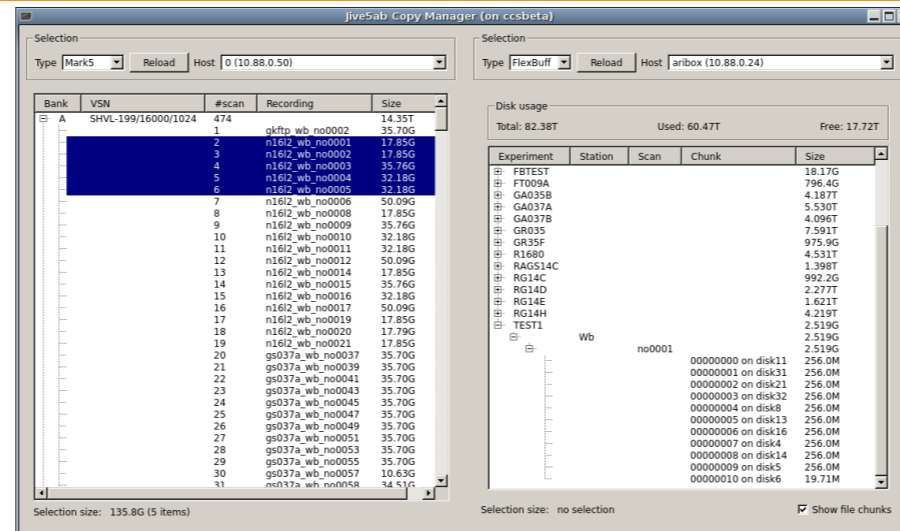 Jive5ab Copy Manager (on ccsbeta)
Selection
Type Mark5 Reload Host 0 (10.88.0.50)
Bank VSN #scan Recording Size
A SHVL-199/16000/1024 474 14.35T
1 gkftp_wb_no0002 35.70G
2 n16l2_wb_no0001 17.85G
3 n16l2_wb_no0002 17.85G
4 n16l2_wb_no0003 35.76G
5 n16l2_wb_no0004 32.18G
6 n16l2_wb_no0005 32.18G
7 n16l2_wb_no0006 50.09G
8 n16l2_wb_no0008 17.85G
9 n16l2_wb_no0009 35.76G
10 n16l2_wb_no0010 32.18G
11 n16l2_wb_no0011 32.18G
12 n16l2_wb_no0012 50.09G
13 n16l2_wb_no0014 17.85G
14 n16l2_wb_no0015 35.76G
15 n16l2_wb_no0016 32.18G
16 n16l2_wb_no0017 50.09G
17 n16l2_wb_no0019 17.85G
18 n16l2_wb_no0020 17.79G
19 n16l2_wb_no0021 17.85G
20 gs037a_wb_no0037 35.70G
21 gs037a_wb_no0039 35.70G
22 gs037a_wb_no0041 35.70G
23 gs037a_wb_no0043 35.70G
24 gs037a_wb_no0045 35.70G
25 gs037a_wb_no0047 35.70G
26 gs037a_wb_no0049 35.70G
27 gs037a_wb_no0051 35.70G
28 gs037a_wb_no0053 35.70G
29 gs037a_wb_no0055 35.70G
30 gs037a_wb_no0057 10.63G
31 gs037a_wb_no0058 34.51G
Selection size: 135.8G (5 items)
Selection
Type FlexBuff Reload Host aribox (10.88.0.24)
Disk usage
Total: 82.38T Used: 60.47T Free: 17.72T
Experiment Station Scan Chunk Size
FBTEST 18.17G
FT009A 796.4G
GA035B 4.187T
GA037A 5.530T
GA037B 4.096T
GR035 7.591T
GR35F 975.9G
R1680 4.531T
RAGS14C 1.398T
RG14C 992.2G
RG14D 2.277T
RG14E 1.621T
RG14H 4.219T
TEST1 2.519G
Wb 2.519G
no0001 2.519G
00000000 on disk11 256.0M
00000001 on disk31 256.0M
00000002 on disk21 256.0M
00000003 on disk32 256.0M
00000004 on disk8 256.0M
00000005 on disk13 256.0M
00000006 on disk16 256.0M
00000007 on disk4 256.0M
00000008 on disk14 256.0M
00000009 on disk5 256.0M
00000010 on disk6 19.71M
Selection size: no selection Show file chunks